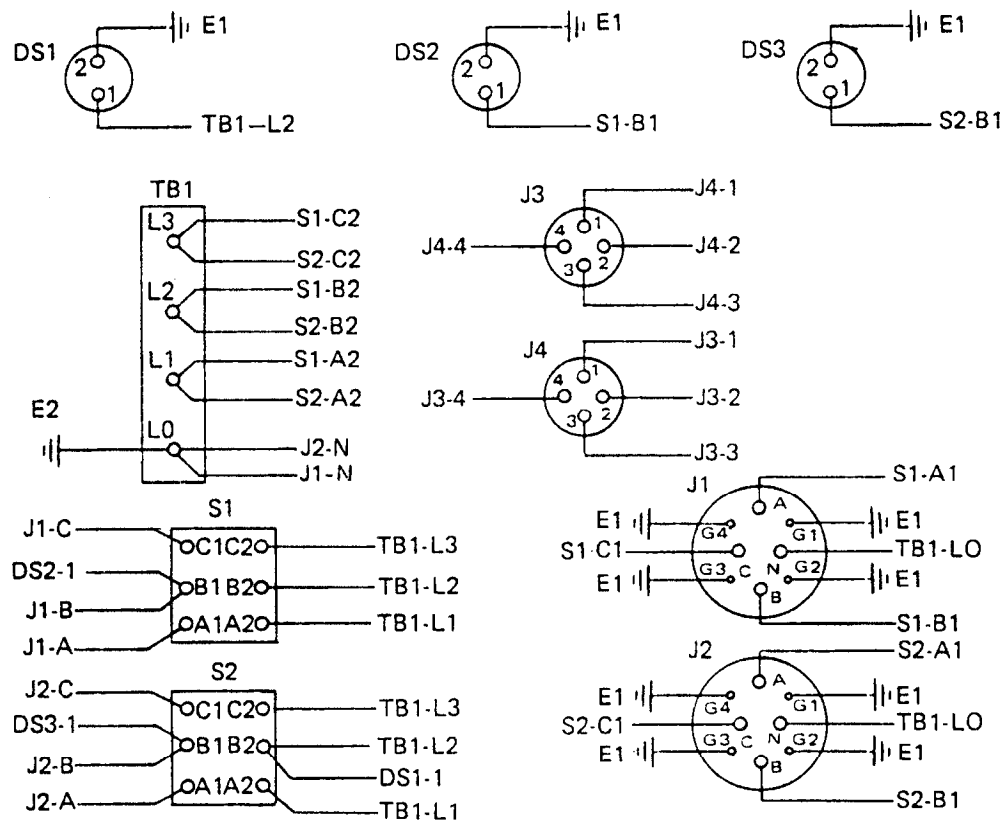 DS1
2
1
E1
TB1-L2
DS2
2
1
E1
S1-B1
DS3
2
1
E1
S2-B1
TB1
L3
S1-C2
S2-C2
L2
S1-B2
S2-B2
L1
S1-A2
S2-A2
E2
L0
J2-N
J1-N
J3
J4-1
4
1
J4-4
J4-2
3
2
J4-3
J4
J3-1
4
1
J3-4
J3-2
3
2
J3-3
S1
J1-C
C1 C2
TB1-L3
DS2-1
B1 B2
TB1-L2
J1-B
A1 A2
TB1-L1
J1-A
S2
J2-C
C1 C2
TB1-L3
DS3-1
B1 B2
TB1-L2
J2-B
DS1-1
A1 A2
J2-A
TB1-L1
J1
S1-A1
A
E1
G4
G1
E1
S1-C1
C
N
TB1-LO
E1
G3
G2
E1
B
S1-B1
J2
S2-A1
A
E1
G4
G1
E1
S2-C1
C
N
TB1-LO
E1
G3
G2
E1
B
S2-B1